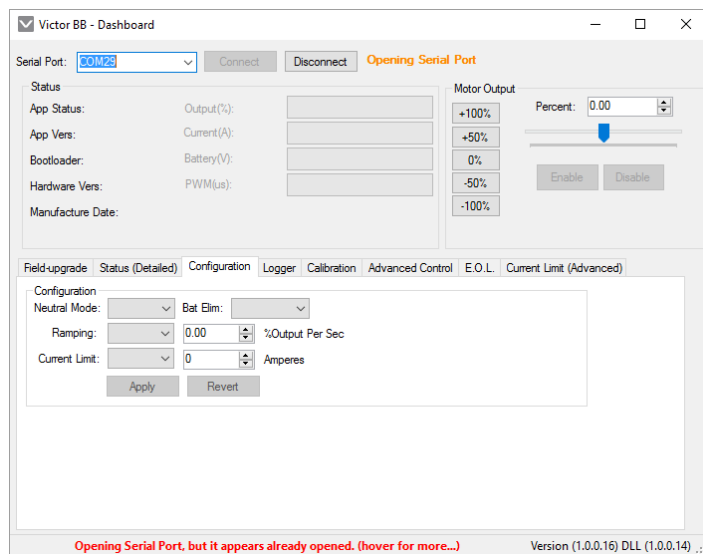 Victor BB - Dashboard
Serial Port: COM29 Connect Disconnect Opening Serial Port
Status
App Status: Output(%):
App Vers: Current(A):
Bootloader: Battery(V):
Hardware Vers: PWM(us):
Manufacture Date:
Motor Output
+100% Percent: 0.00
+50%
0%
-50% Enable Disable
-100%
Field-upgrade Status (Detailed) Configuration Logger Calibration Advanced Control E.O.L. Current Limit (Advanced)
Configuration
Neutral Mode: Bat Elim:
Ramping: 0.00 %Output Per Sec
Current Limit: 0 Amperes
Apply Revert
Opening Serial Port, but it appears already opened. (hover for more...) Version (1.0.0.16) DLL (1.0.0.14)